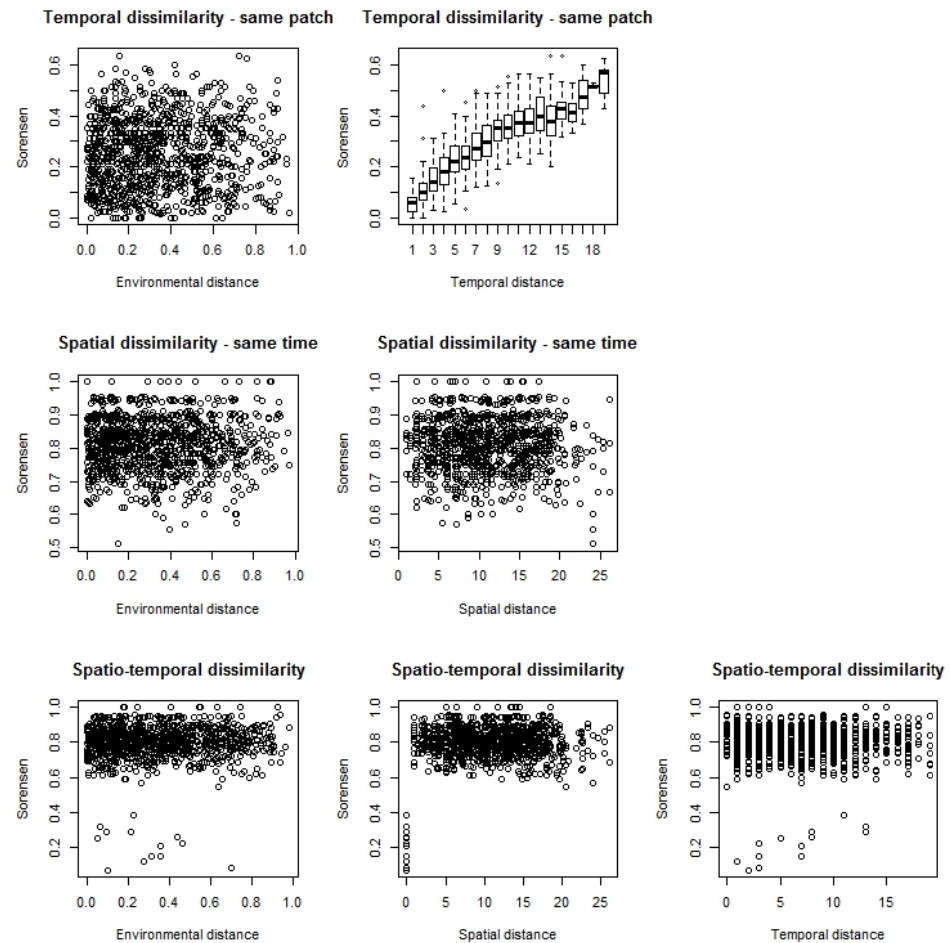 Temporal dissimilarity - same patch
Temporal dissimilarity - same patch
Sorensen
0.0 0.2 0.4 0.6
0.0 0.2 0.4 0.6 0.8 1.0
Environmental distance
Sorensen
0.0 0.2 0.4 0.6
1 3 5 7 9 12 15 18
Temporal distance
Spatial dissimilarity - same time
Spatial dissimilarity - same time
Sorensen
0.5 0.6 0.7 0.8 0.9 1.0
0.0 0.2 0.4 0.6 0.8 1.0
Environmental distance
Sorensen
0.5 0.6 0.7 0.8 0.9 1.0
0 5 10 15 20 25
Spatial distance
Spatio-temporal dissimilarity
Spatio-temporal dissimilarity
Spatio-temporal dissimilarity
Sorensen
0.2 0.4 0.6 0.8 1.0
0.0 0.2 0.4 0.6 0.8 1.0
Environmental distance
Sorensen
0.2 0.4 0.6 0.8 1.0
0 5 10 15 20 25
Spatial distance
Sorensen
0.2 0.4 0.6 0.8 1.0
0 5 10 15
Temporal distance